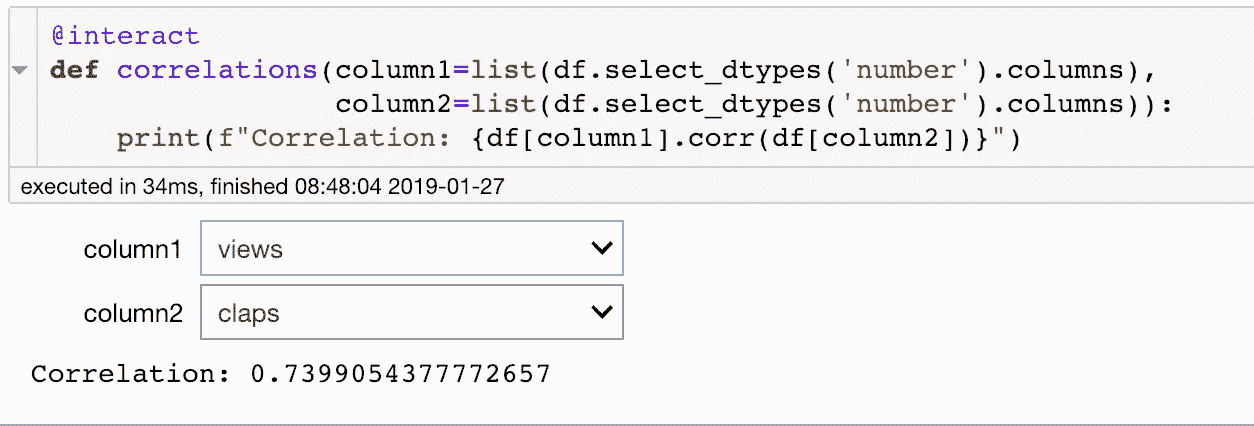 @interact
def correlations(column1=list(df.select_dtypes('number').columns),
                 column2=list(df.select_dtypes('number').columns)):
    print(f"Correlation: {df[column1].corr(df[column2])}")
executed in 34ms, finished 08:48:04 2019-01-27
column1 views
column2 claps
Correlation: 0.7399054377772657